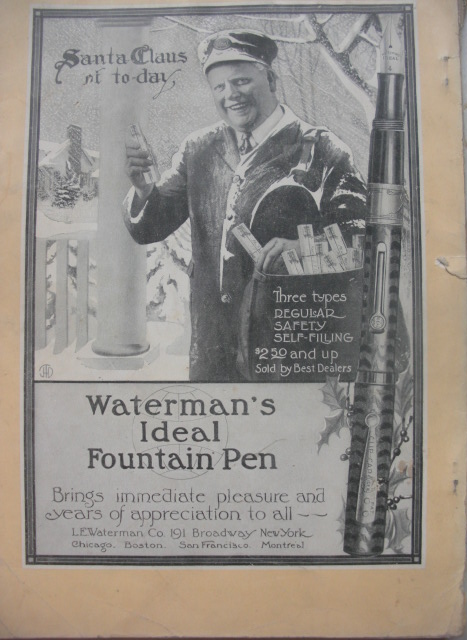 Santa Claus
of to-day
Three types
REGULAR
SAFETY
SELF-FILLING
$2.50 and up
Sold by Best Dealers
Waterman's
Ideal
Fountain Pen
Brings immediate pleasure and
years of appreciation to all ~~
L.E.Waterman Co. 191 Broadway New York
Chicago. Boston. San Francisco. Montreal